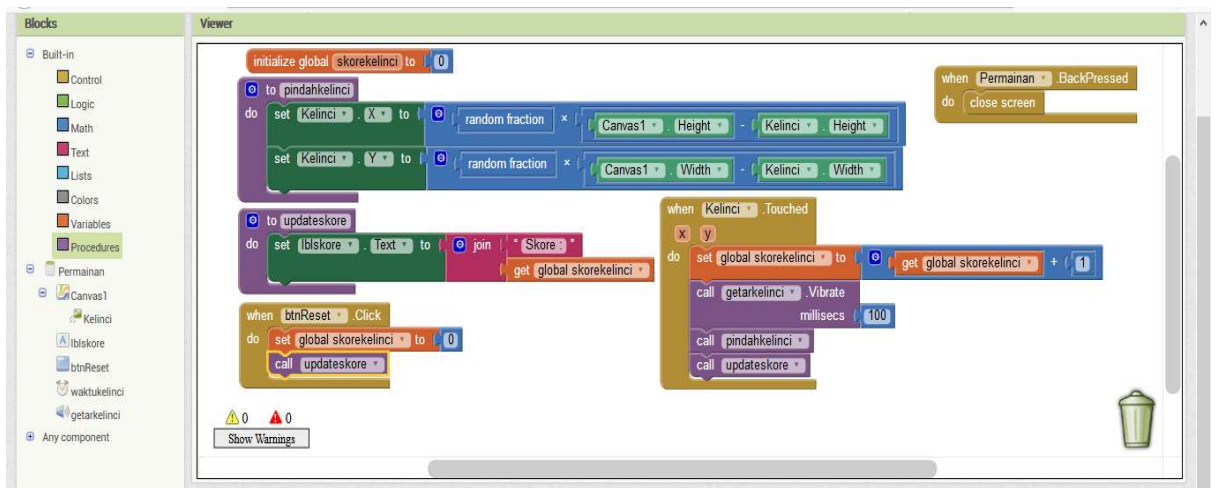 Blocks
Built-in
Control
Logic
Math
Text
Lists
Colors
Variables
Procedures
Permainan
Canvas1
Kelinci
lblskore
btnReset
waktukelinci
getarkelinci
Any component
Viewer
initialize global skorekelinci to 0
to pindahkelinci
do set Kelinci . X to random fraction × Canvas1 . Height - Kelinci . Height
set Kelinci . Y to random fraction × Canvas1 . Width - Kelinci . Width
to updateskore
do set lblskore . Text to join " Skore : "
get global skorekelinci
when btnReset .Click
do set global skorekelinci to 0
call updateskore
when Permainan .BackPressed
do close screen
when Kelinci .Touched
x y
do set global skorekelinci to get global skorekelinci + 1
call getarkelinci .Vibrate
millisecs 100
call pindahkelinci
call updateskore
0 0
Show Warnings